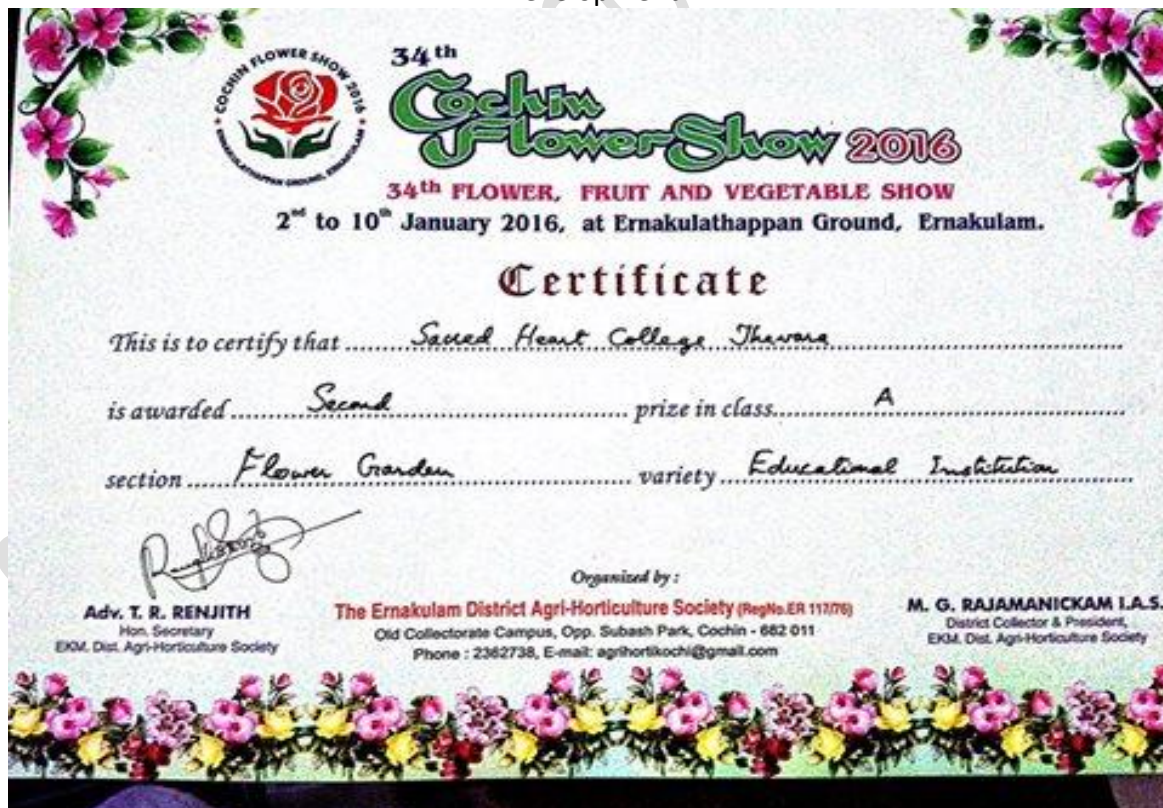 COCHIN FLOWER SHOW 2016
ERNAKULATHAPPAN GROUND, ERNAKULAM
34th
Cochin
Flower Show 2016
34th FLOWER, FRUIT AND VEGETABLE SHOW
2nd to 10th January 2016, at Ernakulathappan Ground, Ernakulam.
Certificate
This is to certify that Sacred Heart College Thevara
is awarded Second prize in class A
section Flower Garden variety Educational Institution
Organized by :
Adv. T. R. RENJITH
Hon. Secretary
EKM. Dist. Agri-Horticulture Society
The Ernakulam District Agri-Horticulture Society (RegNo.ER 117/76)
Old Collectorate Campus, Opp. Subash Park, Cochin - 682 011
Phone : 2362738, E-mail: agrihortikochi@gmail.com
M. G. RAJAMANICKAM I.A.S.
District Collector & President,
EKM. Dist. Agri-Horticulture Society